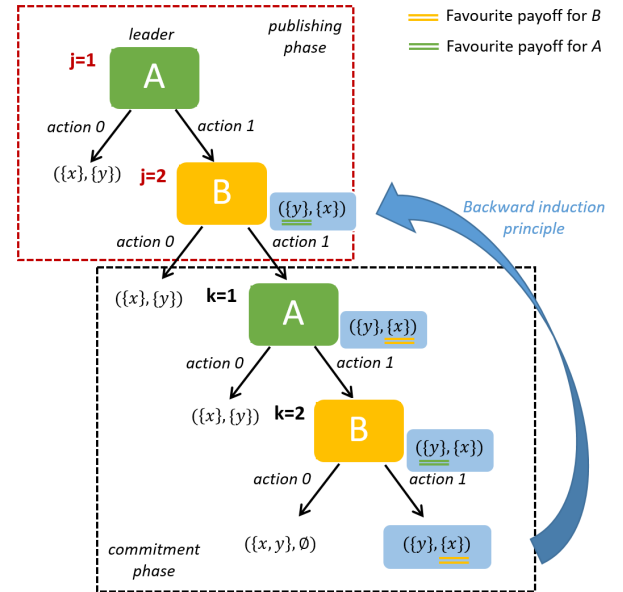 leader
publishing
phase
Favourite payoff for B
Favourite payoff for A
j=1
A
action 0
action 1
({x},{y})
j=2
B
({y},{x})
Backward induction
principle
action 0
action 1
({x},{y})
k=1
A
({y},{x})
action 0
action 1
({x},{y})
k=2
B
({y},{x})
action 0
action 1
({x,y},∅)
({y},{x})
commitment
phase